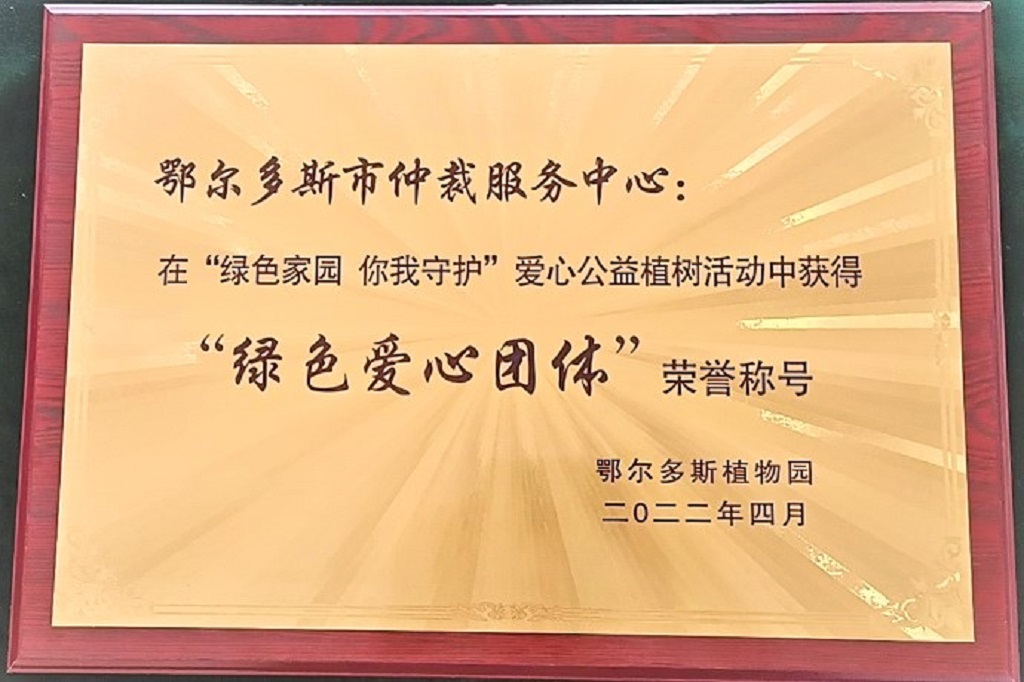 鄂尔多斯市仲裁服务中心：
在“绿色家园 你我守护”爱心公益植树活动中获得
“绿色爱心团体”荣誉称号
鄂尔多斯植物园
二0二二年四月